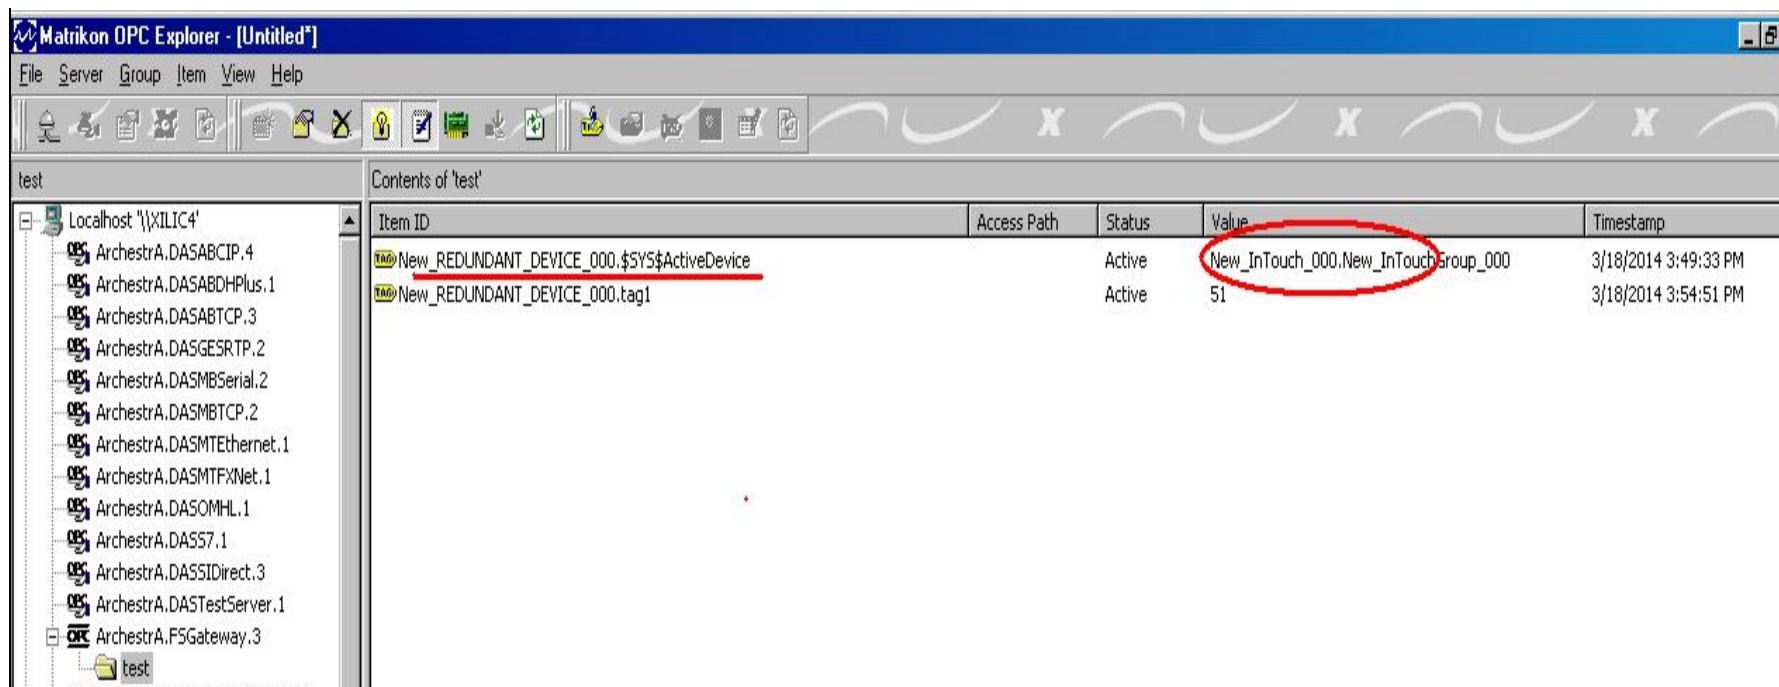 Matrikon OPC Explorer - [Untitled*]
File Server Group Item View Help
test
Contents of 'test'
Localhost '\\XILIC4'
Item ID Access Path Status Value Timestamp
ArchestrA.DASABCIP.4
New_REDUNDANT_DEVICE_000.$SYS$ActiveDevice Active New_InTouch_000.New_InTouchGroup_000 3/18/2014 3:49:33 PM
ArchestrA.DASABDHPlus.1
New_REDUNDANT_DEVICE_000.tag1 Active 51 3/18/2014 3:54:51 PM
ArchestrA.DASABTCP.3
ArchestrA.DASGESRTP.2
ArchestrA.DASMBSerial.2
ArchestrA.DASMBTCP.2
ArchestrA.DASMTEthernet.1
ArchestrA.DASMTFXNet.1
ArchestrA.DASOMHL.1
ArchestrA.DASS7.1
ArchestrA.DASSIDirect.3
ArchestrA.DASTestServer.1
ArchestrA.FSGateway.3
test